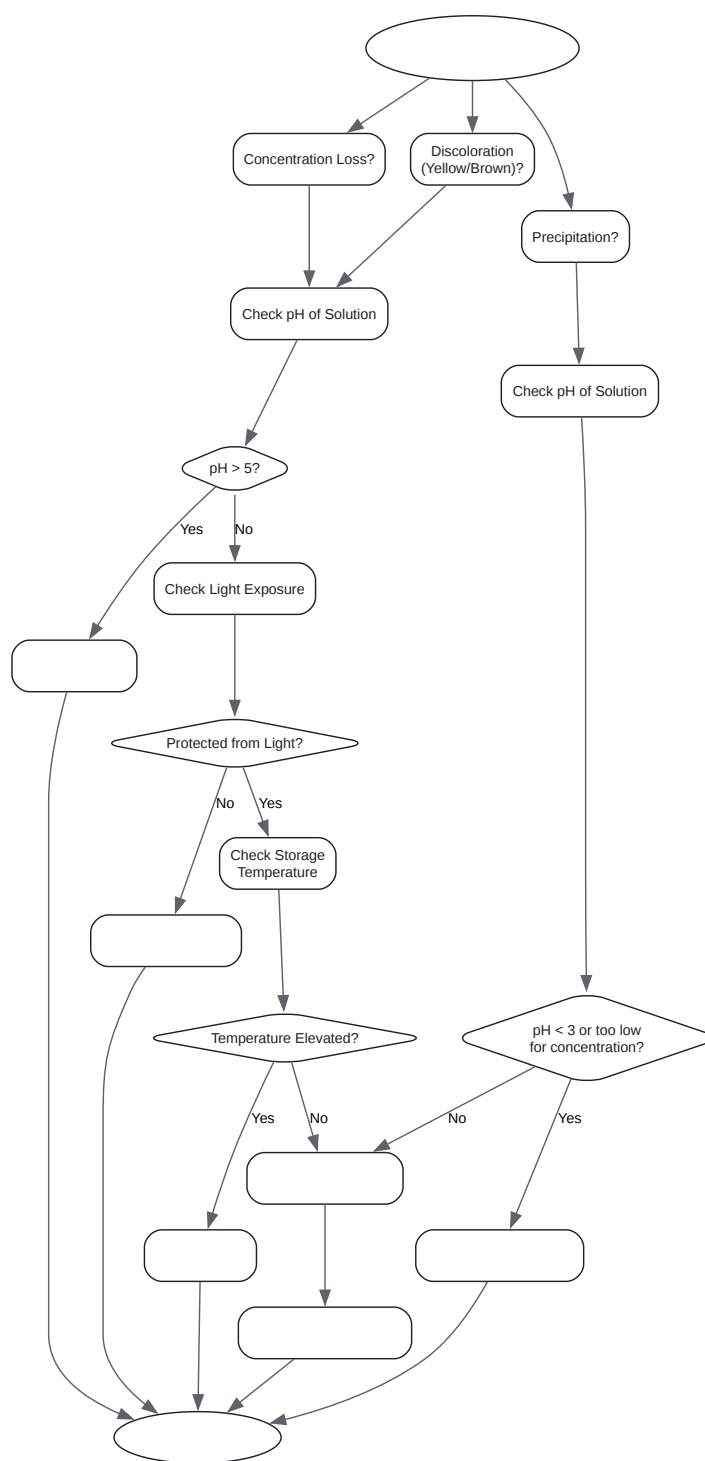 Concentration Loss?
Discoloration
(Yellow/Brown)?
Precipitation?
Check pH of Solution
Check pH of Solution
pH > 5?
Yes
No
Check Light Exposure
Protected from Light?
No
Yes
Check Storage
Temperature
Temperature Elevated?
pH < 3 or too low
for concentration?
Yes
No
No
Yes